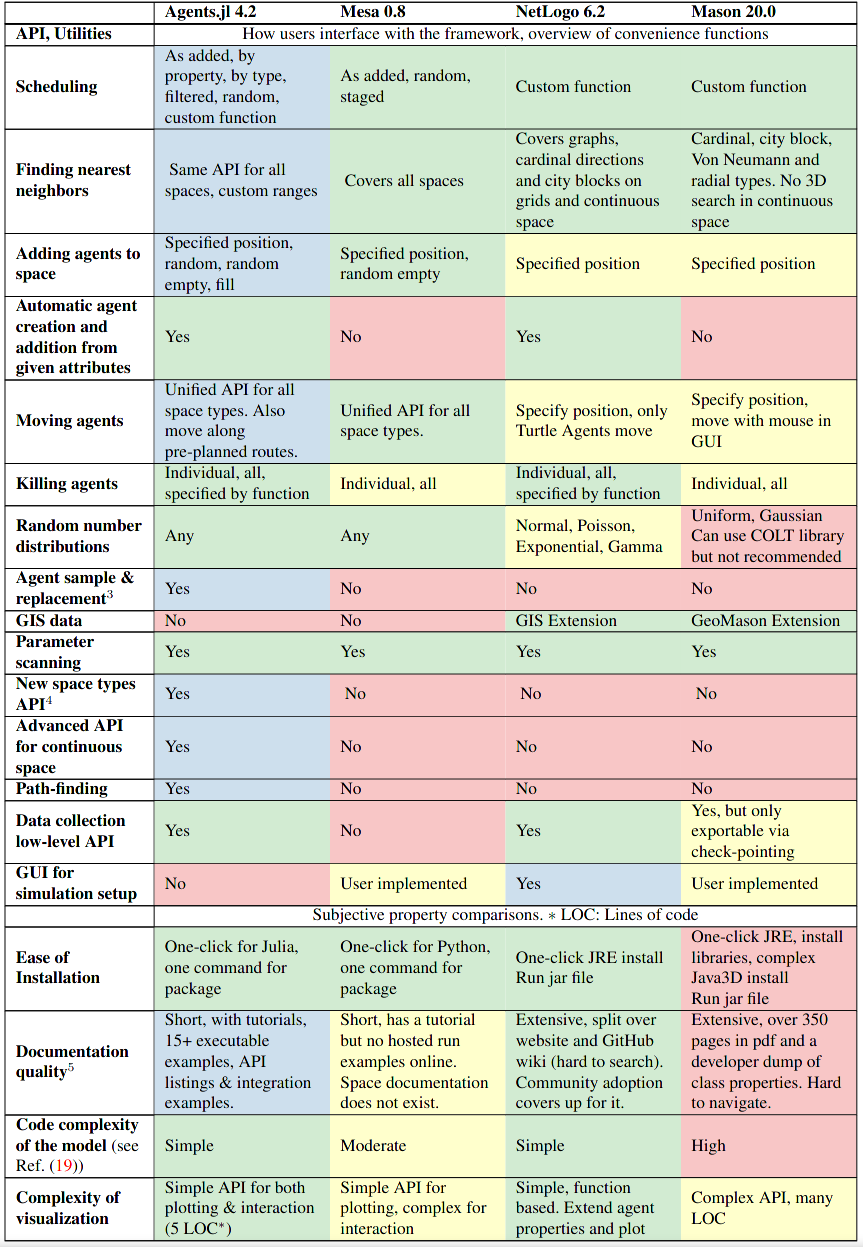 Agents.jl 4.2
Mesa 0.8
NetLogo 6.2
Mason 20.0
API, Utilities
How users interface with the framework, overview of convenience functions
Scheduling
As added, by
property, by type,
filtered, random,
custom function
As added, random,
staged
Custom function
Custom function
Finding nearest
neighbors
Same API for all
spaces, custom ranges
Covers all spaces
Covers graphs,
cardinal directions
and city blocks on
grids and continuous
space
Cardinal, city block,
Von Neumann and
radial types. No 3D
search in continuous
space
Adding agents to
space
Specified position,
random, random
empty, fill
Specified position,
random empty
Specified position
Specified position
Automatic agent
creation and
addition from
given attributes
Yes
No
Yes
No
Moving agents
Unified API for all
space types. Also
move along
pre-planned routes.
Unified API for all
space types.
Specify position, only
Turtle Agents move
Specify position,
move with mouse in
GUI
Killing agents
Individual, all,
specified by function
Individual, all
Individual, all,
specified by function
Individual, all
Random number
distributions
Any
Any
Normal, Poisson,
Exponential, Gamma
Uniform, Gaussian
Can use COLT library
but not recommended
Agent sample &
replacement3
Yes
No
No
No
GIS data
No
No
GIS Extension
GeoMason Extension
Parameter
scanning
Yes
Yes
Yes
Yes
New space types
API4
Yes
No
No
No
Advanced API
for continuous
space
Yes
No
No
No
Path-finding
Yes
No
No
No
Data collection
low-level API
Yes
No
Yes
Yes, but only
exportable via
check-pointing
GUI for
simulation setup
No
User implemented
Yes
User implemented
Subjective property comparisons. * LOC: Lines of code
Ease of
Installation
One-click for Julia,
one command for
package
One-click for Python,
one command for
package
One-click JRE install
Run jar file
One-click JRE, install
libraries, complex
Java3D install
Run jar file
Documentation
quality5
Short, with tutorials,
15+ executable
examples, API
listings & integration
examples.
Short, has a tutorial
but no hosted run
examples online.
Space documentation
does not exist.
Extensive, split over
website and GitHub
wiki (hard to search).
Community adoption
covers up for it.
Extensive, over 350
pages in pdf and a
developer dump of
class properties. Hard
to navigate.
Code complexity
of the model (see
Ref. (19))
Simple
Moderate
Simple
High
Complexity of
visualization
Simple API for both
plotting & interaction
(5 LOC*)
Simple API for
plotting, complex for
interaction
Simple, function
based. Extend agent
properties and plot
Complex API, many
LOC